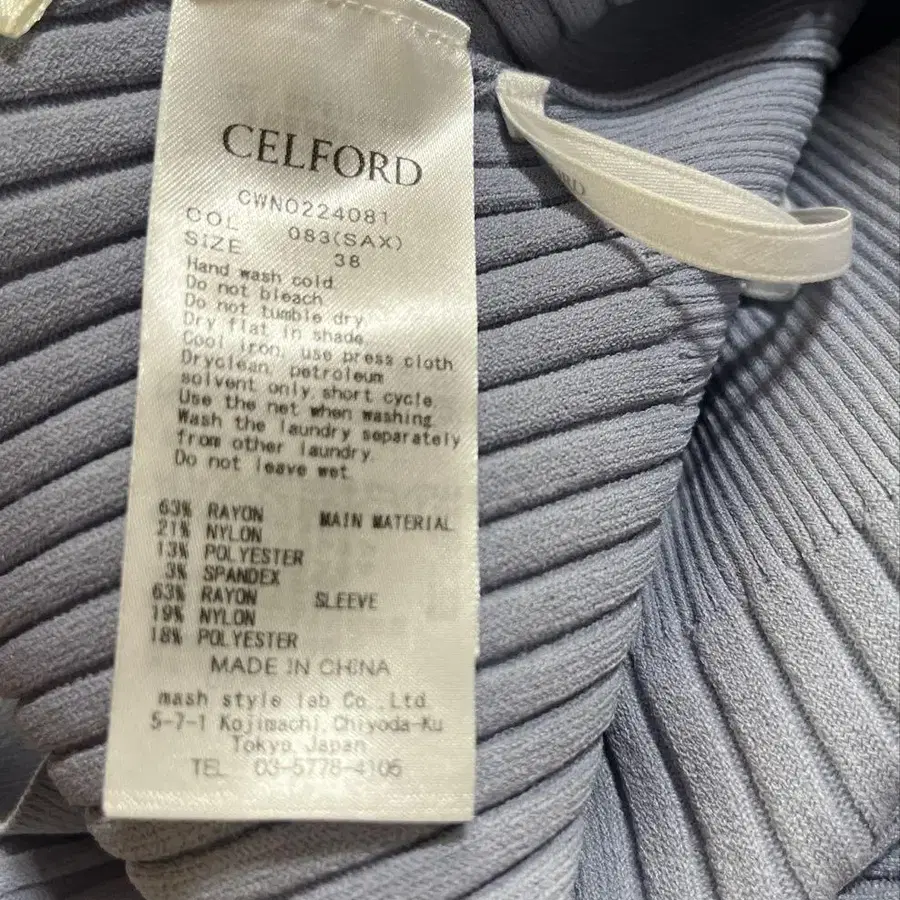 CELFORD
CWNO224081
COL 083(SAX)
SIZE 38
Hand wash cold.
Do not bleach
Do not tumble dry
Dry flat in shade
Cool iron, use press cloth
Dryclean, petroleum
solvent only, short cycle.
Use the net when washing.
Wash the laundry separately
from other laundry.
Do not leave wet.
63% RAYON MAIN MATERIAL
21% NYLON
13% POLYESTER
3% SPANDEX
63% RAYON SLEEVE
19% NYLON
18% POLYESTER
MADE IN CHINA
mash style lab Co.,Ltd.
5-7-1 Kojimachi, Chiyoda-Ku
Tokyo, Japan
TEL 03-5778-4106